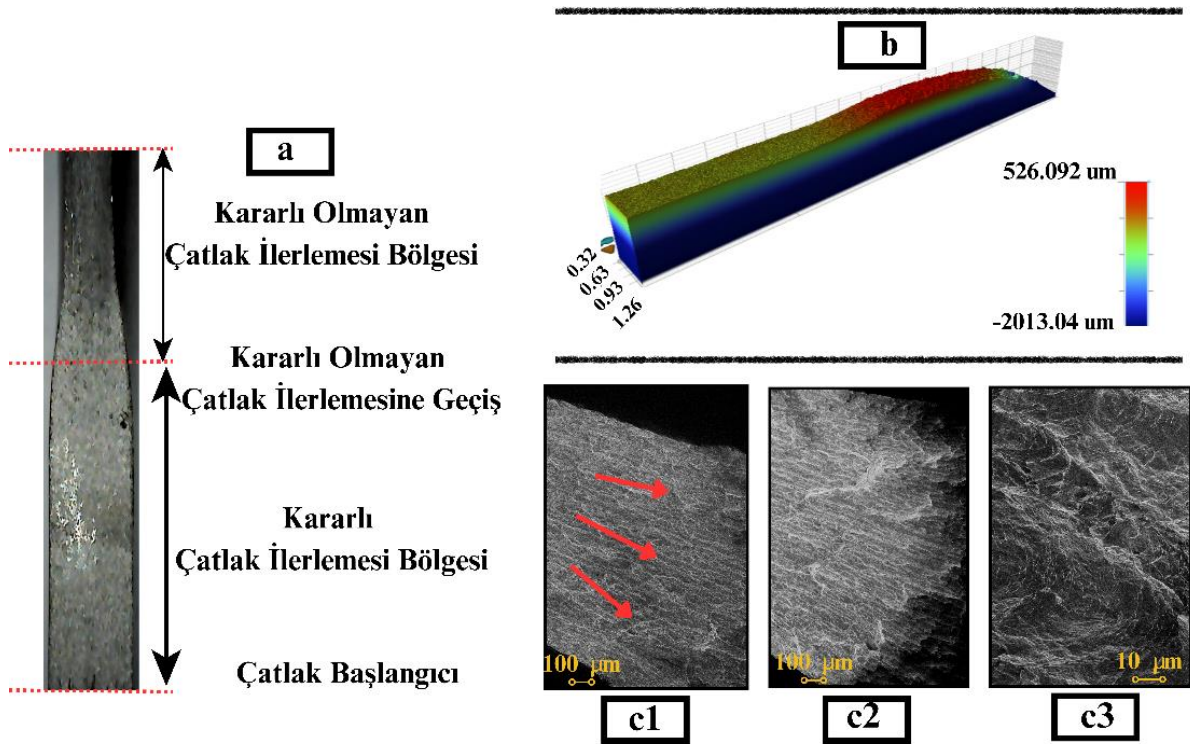 a
Kararlı Olmayan
Çatlak İlerlemesi Bölgesi
Kararlı Olmayan
Çatlak İlerlemesine Geçiş
Kararlı
Çatlak İlerlemesi Bölgesi
Çatlak Başlangıcı
b
526.092 um
-2013.04 um
0.32
0.63
0.93
1.26
100 µm
100 µm
10 µm
c1
c2
c3